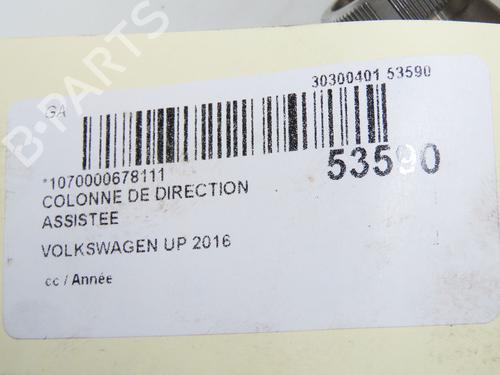 GA
30300401 53590
*1070000678111
53590
COLONNE DE DIRECTION
ASSISTEE
VOLKSWAGEN UP 2016
cc / Année
B-PARTS